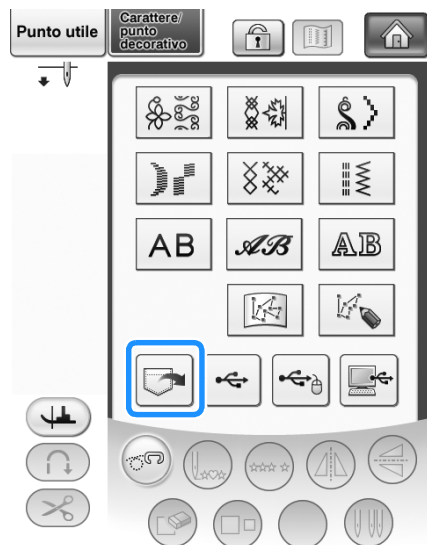 Punto utile
Carattere/
punto
decorativo
AB
AB
AB